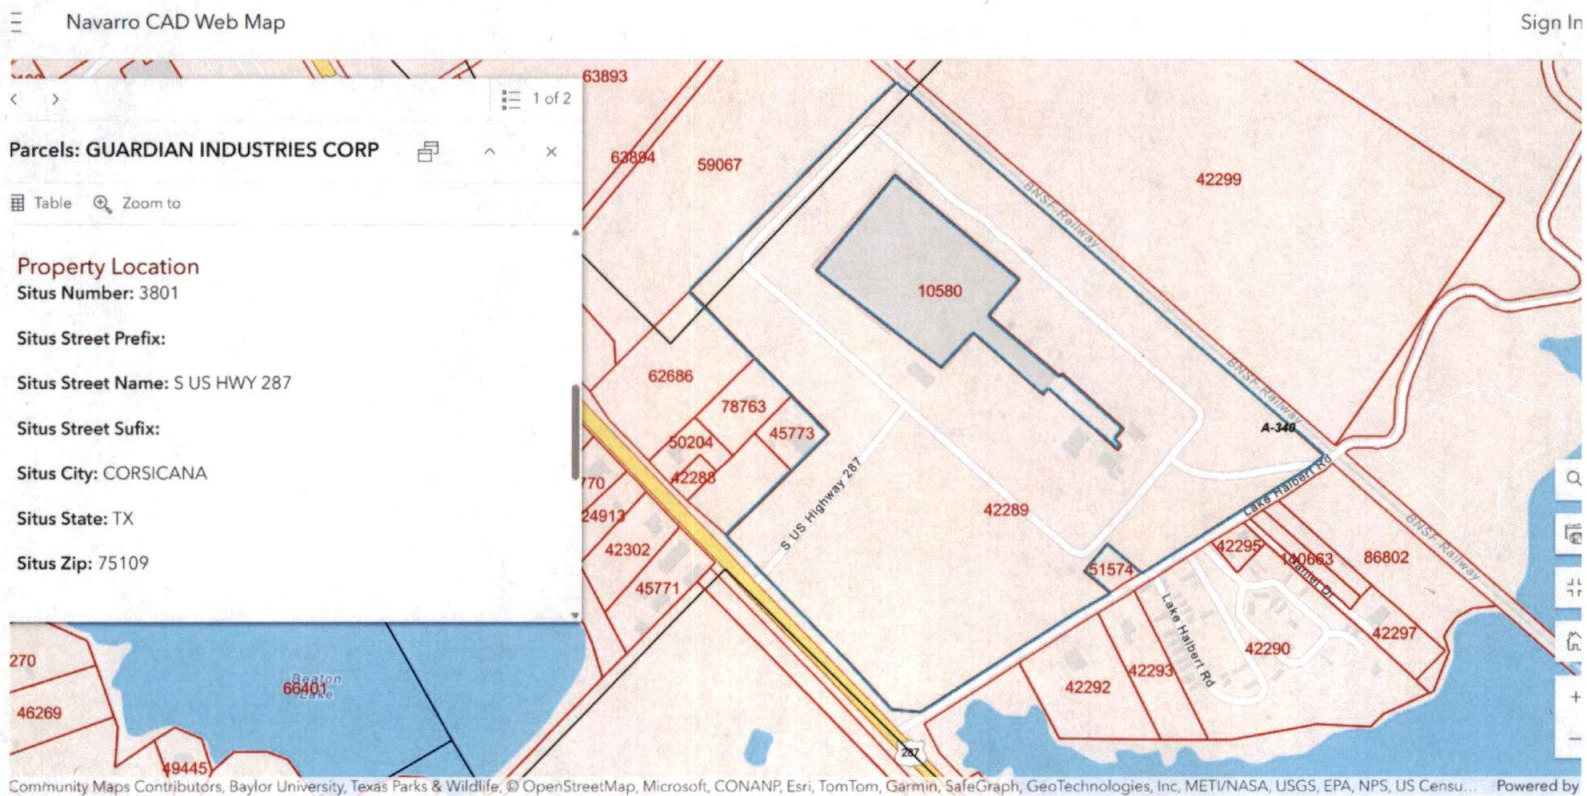 Navarro CAD Web Map
Sign In
1 of 2
Parcels: GUARDIAN INDUSTRIES CORP
Table
Zoom to
Property Location
Situs Number: 3801
Situs Street Prefix:
Situs Street Name: S US HWY 287
Situs Street Sufix:
Situs City: CORSICANA
Situs State: TX
Situs Zip: 75109
63893
63894
59067
42299
BNSF Railway
10580
62686
78763
BNSF Railway
50204
45773
A-340
42288
770
S US Highway 287
Lake Halbert Rd
24913
42289
BNSF Railway
42302
42295
140663
86802
51574
45771
Lake Halbert Rd
42297
270
42290
Beaton
Lake
66401
42293
42292
46269
287
49445
Community Maps Contributors, Baylor University, Texas Parks & Wildlife, © OpenStreetMap, Microsoft, CONANP, Esri, TomTom, Garmin, SafeGraph, GeoTechnologies, Inc, METI/NASA, USGS, EPA, NPS, US Censu...
Powered by